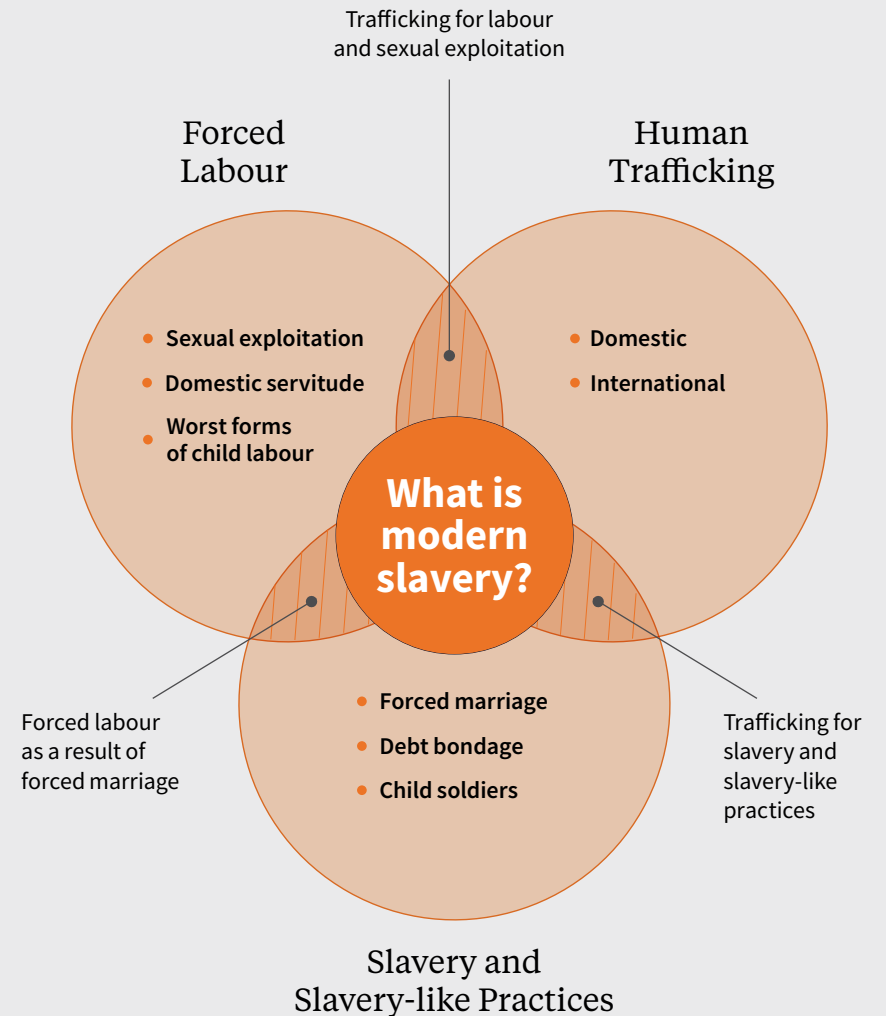 Trafficking for labour
and sexual exploitation
Forced
Labour
Human
Trafficking
Sexual exploitation
Domestic servitude
Worst forms
of child labour
Domestic
International
What is
modern
slavery?
Forced marriage
Debt bondage
Child soldiers
Forced labour
as a result of
forced marriage
Trafficking for
slavery and
slavery-like
practices
Slavery and
Slavery-like Practices